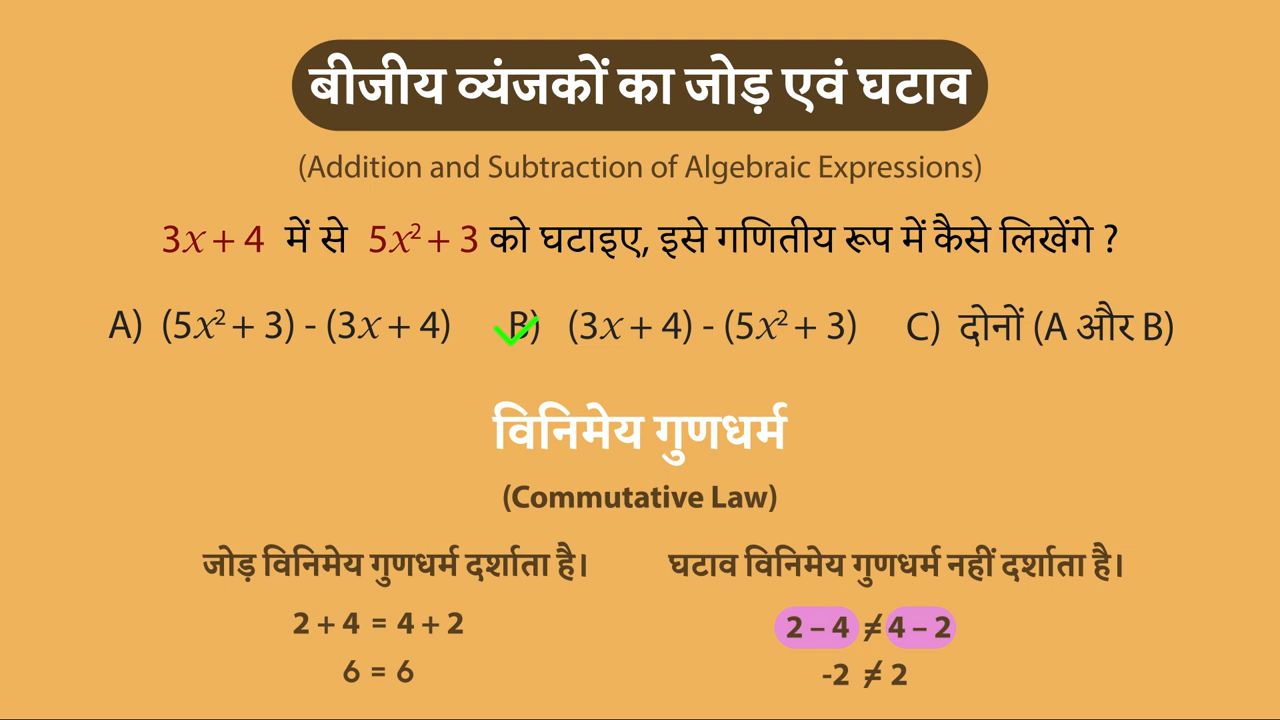 बीजीय व्यंजकों का जोड़ एवं घटाव
(Addition and Subtraction of Algebraic Expressions)
3x + 4 में से 5x² + 3 को घटाइए, इसे गणितीय रूप में कैसे लिखेंगे ?
A) (5x² + 3) - (3x + 4) B) (3x + 4) - (5x² + 3) C) दोनों (A और B)
विनिमेय गुणधर्म
(Commutative Law)
जोड़ विनिमेय गुणधर्म दर्शाता है। घटाव विनिमेय गुणधर्म नहीं दर्शाता है।
2 + 4 = 4 + 2 2 – 4 ≠ 4 – 2
6 = 6 -2 ≠ 2